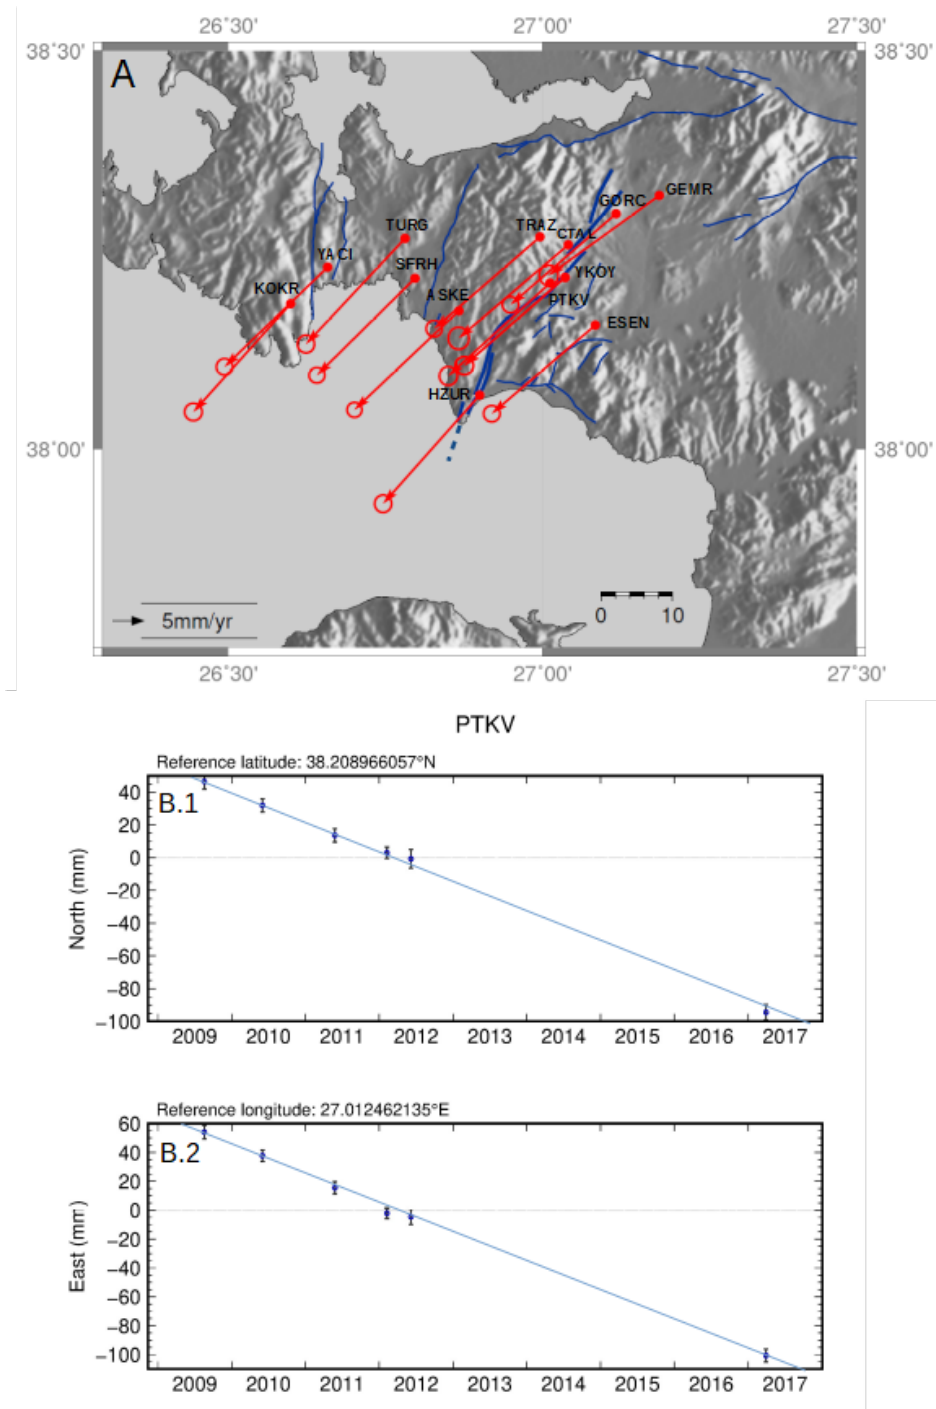 26°30' 27°00' 27°30'
38°30' 38°30'
A
GEMR
GORC
TURG TRAZ CTAL
YACI
SFRH YKOY
KOKR ASKE
PTKV
ESEN
HZUR
38°00' 38°00'
5mm/yr
0 10
26°30' 27°00' 27°30'
PTKV
Reference latitude: 38.208966057°N
B.1
North (mm)
40
20
0
−20
−40
−60
−80
−100
2009 2010 2011 2012 2013 2014 2015 2016 2017
Reference longitude: 27.012462135°E
B.2
East (mm)
60
40
20
0
−20
−40
−60
−80
−100
2009 2010 2011 2012 2013 2014 2015 2016 2017